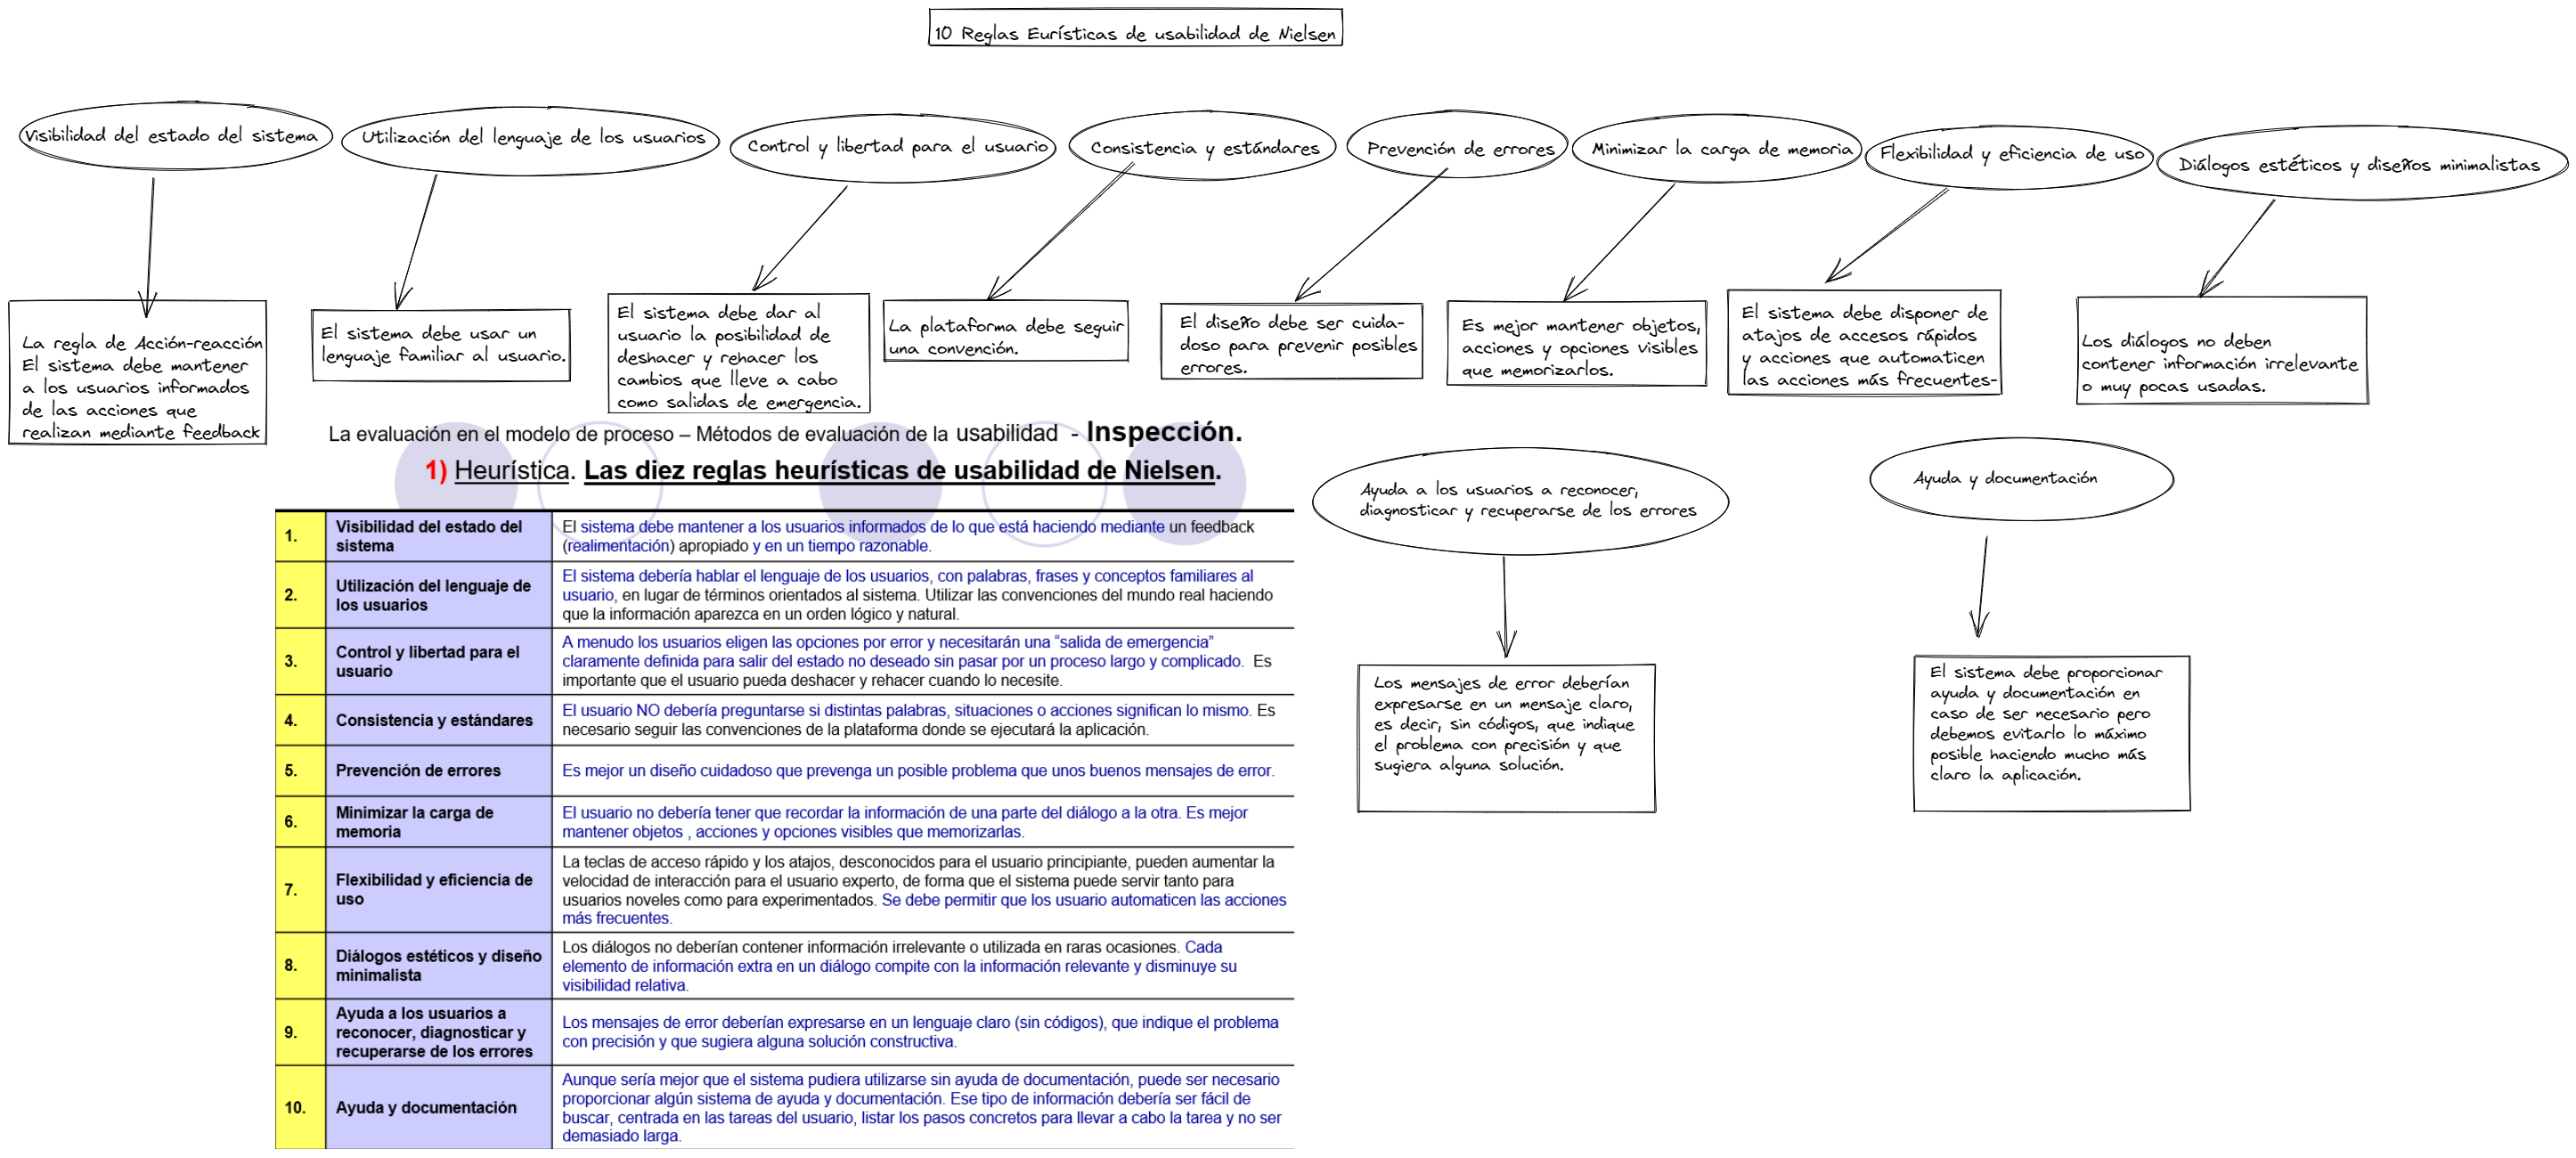 10 Reglas Eurísticas de usabilidad de Nielsen
Visibilidad del estado del sistema
Utilización del lenguaje de los usuarios
Control y libertad para el usuario
Consistencia y estándares
Prevención de errores
Minimizar la carga de memoria
Flexibilidad y eficiencia de uso
Diálogos estéticos y diseños minimalistas
La regla de Acción-reacción
El sistema debe mantener
a los usuarios informados
de las acciones que
realizan mediante feedback
El sistema debe usar un
lenguaje familiar al usuario.
El sistema debe dar al
usuario la posibilidad de
deshacer y rehacer los
cambios que lleve a cabo
como salidas de emergencia.
La plataforma debe seguir
una convención.
El diseño debe ser cuida-
doso para prevenir posibles
errores.
Es mejor mantener objetos,
acciones y opciones visibles
que memorizarlos.
El sistema debe disponer de
atajos de accesos rápidos
y acciones que automaticen
las acciones más frecuentes-
Los diálogos no deben
contener información irrelevante
o muy pocas usadas.
La evaluación en el modelo de proceso – Métodos de evaluación de la usabilidad - Inspección.
1) Heurística. Las diez reglas heurísticas de usabilidad de Nielsen.
1.
Visibilidad del estado del
sistema
El sistema debe mantener a los usuarios informados de lo que está haciendo mediante un feedback
(realimentación) apropiado y en un tiempo razonable.
2.
Utilización del lenguaje de
los usuarios
El sistema debería hablar el lenguaje de los usuarios, con palabras, frases y conceptos familiares al
usuario, en lugar de términos orientados al sistema. Utilizar las convenciones del mundo real haciendo
que la información aparezca en un orden lógico y natural.
3.
Control y libertad para el
usuario
A menudo los usuarios eligen las opciones por error y necesitarán una “salida de emergencia”
claramente definida para salir del estado no deseado sin pasar por un proceso largo y complicado. Es
importante que el usuario pueda deshacer y rehacer cuando lo necesite.
4.
Consistencia y estándares
El usuario NO debería preguntarse si distintas palabras, situaciones o acciones significan lo mismo. Es
necesario seguir las convenciones de la plataforma donde se ejecutará la aplicación.
5.
Prevención de errores
Es mejor un diseño cuidadoso que prevenga un posible problema que unos buenos mensajes de error.
6.
Minimizar la carga de
memoria
El usuario no debería tener que recordar la información de una parte del diálogo a la otra. Es mejor
mantener objetos , acciones y opciones visibles que memorizarlas.
7.
Flexibilidad y eficiencia de
uso
La teclas de acceso rápido y los atajos, desconocidos para el usuario principiante, pueden aumentar la
velocidad de interacción para el usuario experto, de forma que el sistema puede servir tanto para
usuarios noveles como para experimentados. Se debe permitir que los usuario automaticen las acciones
más frecuentes.
8.
Diálogos estéticos y diseño
minimalista
Los diálogos no deberían contener información irrelevante o utilizada en raras ocasiones. Cada
elemento de información extra en un diálogo compite con la información relevante y disminuye su
visibilidad relativa.
9.
Ayuda a los usuarios a
reconocer, diagnosticar y
recuperarse de los errores
Los mensajes de error deberían expresarse en un lenguaje claro (sin códigos), que indique el problema
con precisión y que sugiera alguna solución constructiva.
10.
Ayuda y documentación
Aunque sería mejor que el sistema pudiera utilizarse sin ayuda de documentación, puede ser necesario
proporcionar algún sistema de ayuda y documentación. Ese tipo de información debería ser fácil de
buscar, centrada en las tareas del usuario, listar los pasos concretos para llevar a cabo la tarea y no ser
demasiado larga.
Ayuda a los usuarios a reconocer,
diagnosticar y recuperarse de los errores
Los mensajes de error deberían
expresarse en un mensaje claro,
es decir, sin códigos, que indique
el problema con precisión y que
sugiera alguna solución.
Ayuda y documentación
El sistema debe proporcionar
ayuda y documentación en
caso de ser necesario pero
debemos evitarlo lo máximo
posible haciendo mucho más
claro la aplicación.